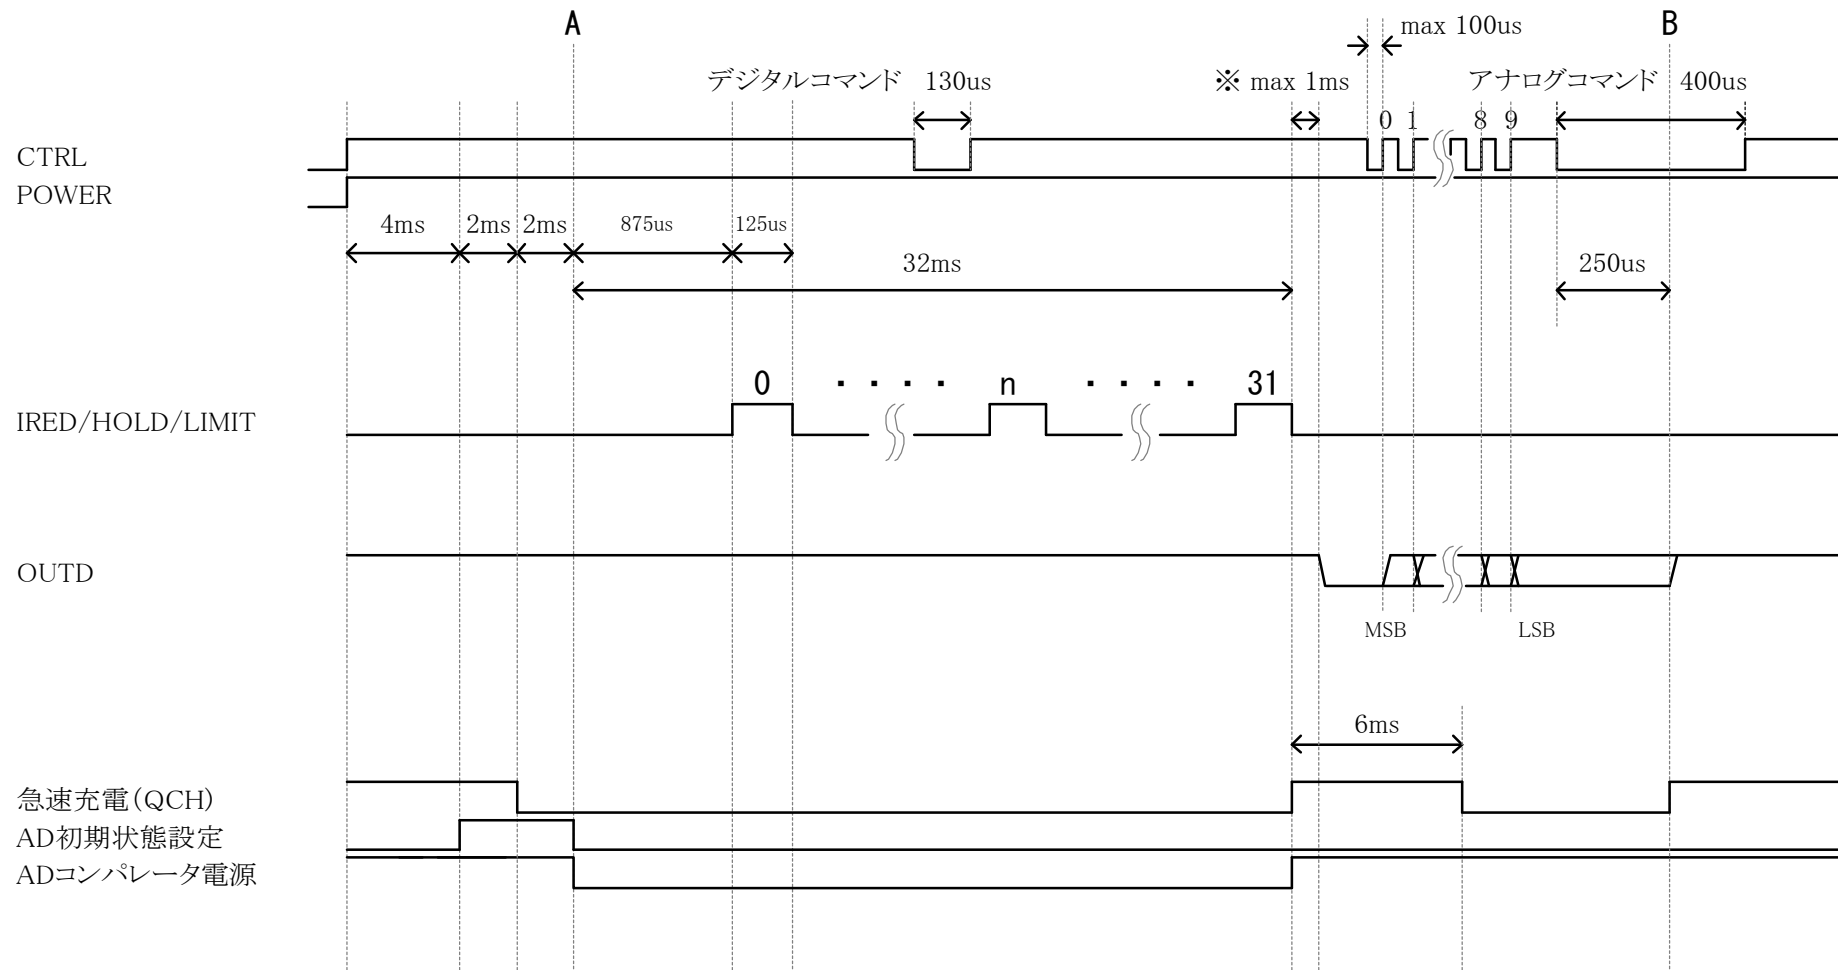 A
max 100us
B
デジタルコマンド 130us
※ max 1ms
アナログコマンド 400us
0 1 8 9
CTRL
POWER
4ms 2ms 2ms 875us 125us
32ms
250us
0 ・・・・ n ・・・・ 31
IRED/HOLD/LIMIT
OUTD
MSB LSB
6ms
急速充電(QCH)
AD初期状態設定
ADコンパレータ電源